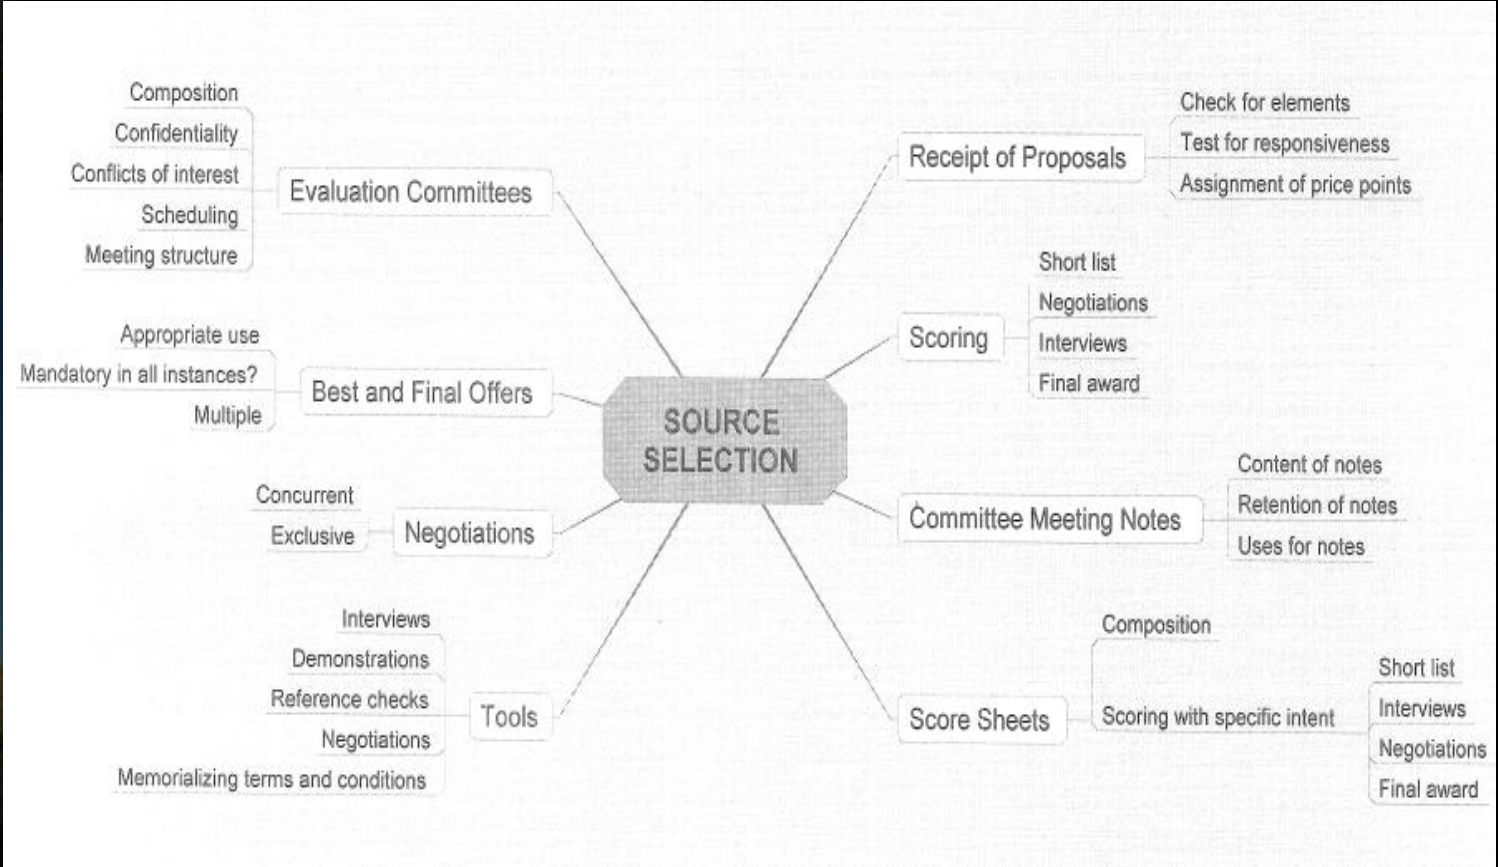 Composition
Confidentiality
Conflicts of interest
Scheduling
Meeting structure
Evaluation Committees
Appropriate use
Mandatory in all instances?
Multiple
Best and Final Offers
Concurrent
Exclusive
Negotiations
Interviews
Demonstrations
Reference checks
Negotiations
Memorializing terms and conditions
Tools
SOURCE
SELECTION
Receipt of Proposals
Check for elements
Test for responsiveness
Assignment of price points
Scoring
Short list
Negotiations
Interviews
Final award
Committee Meeting Notes
Content of notes
Retention of notes
Uses for notes
Score Sheets
Composition
Scoring with specific intent
Short list
Interviews
Negotiations
Final award